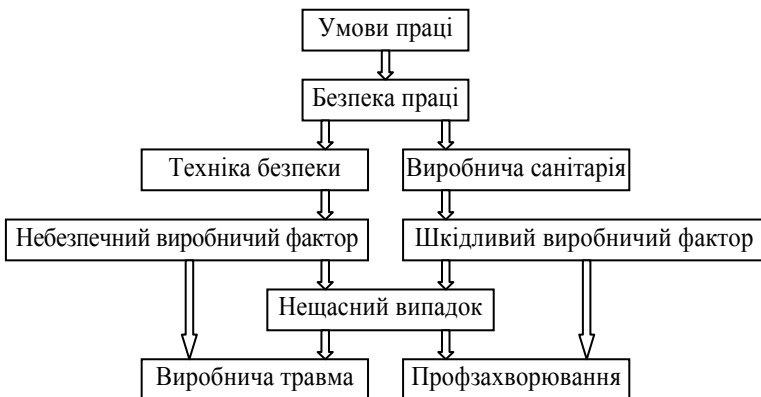 Умови праці
Безпека праці
Техніка безпеки
Виробнича санітарія
Небезпечний виробничий фактор
Шкідливий виробничий фактор
Нещасний випадок
Виробнича травма
Профзахворювання